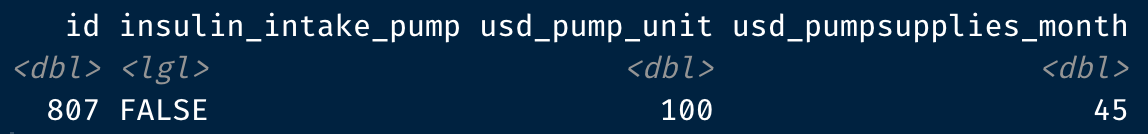 id insulin_intake_pump usd_pump_unit usd_pumpsupplies_month
<dbl> <lgl> <dbl> <dbl>
807 FALSE 100 45